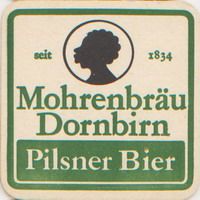 seit 1834
Mohrenbräu
Dornbirn
Pilsner Bier